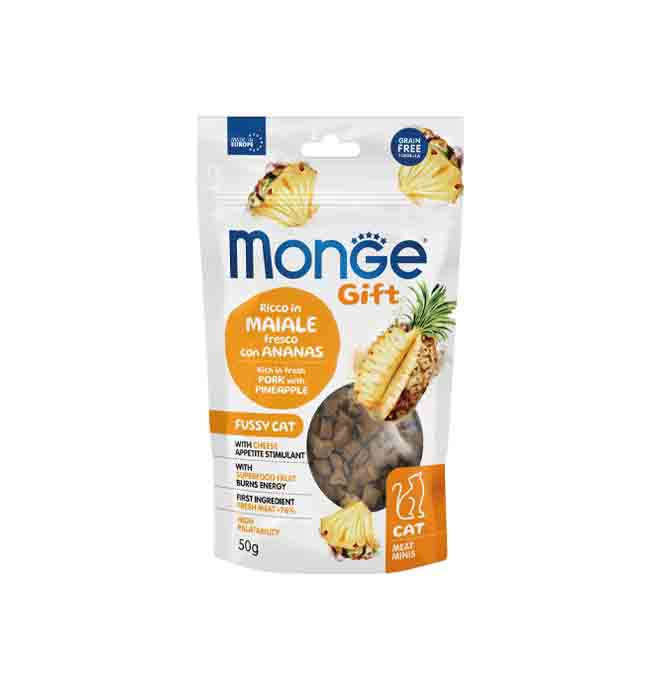 MADE IN
EUROPE
GRAIN
FREE
FORMULA
MonGe®
Gift
Ricco in
MAIALE
fresco
con ANANAS
Rich in fresh
PORK with
PINEAPPLE
FUSSY CAT
WITH CHEESE
APPETITE STIMULANT
WITH
SUPERFOOD FRUIT
BURNS ENERGY
FIRST INGREDIENT
FRESH MEAT >76%
HIGH
PALATABILITY
50g
CAT
MEAT
MINIS